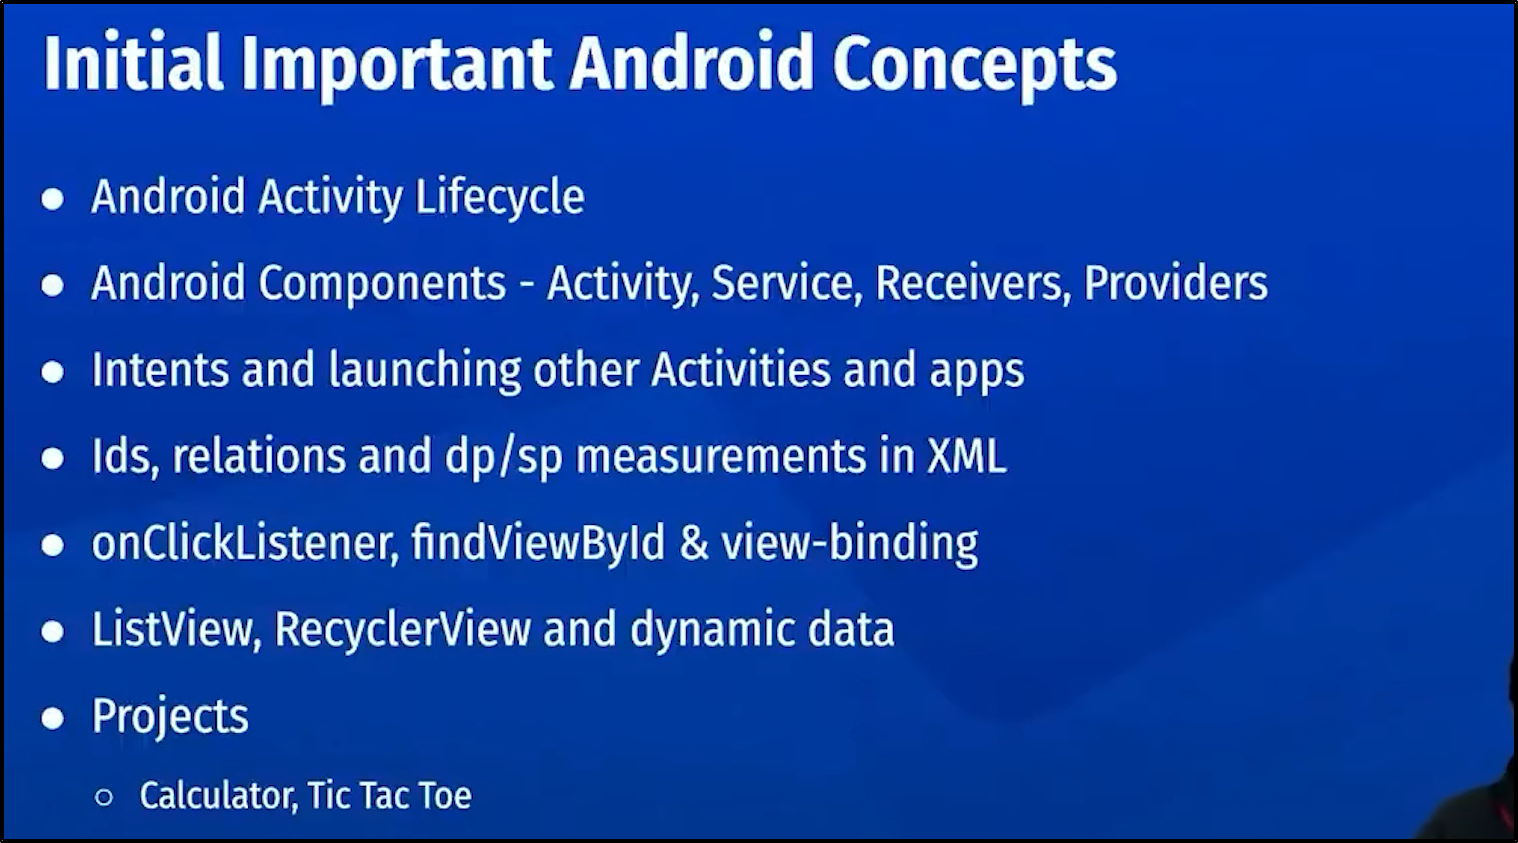 Initial Important Android Concepts
● Android Activity Lifecycle
● Android Components - Activity, Service, Receivers, Providers
● Intents and launching other Activities and apps
● Ids, relations and dp/sp measurements in XML
● onClickListener, findViewById & view-binding
● ListView, RecyclerView and dynamic data
● Projects
○ Calculator, Tic Tac Toe